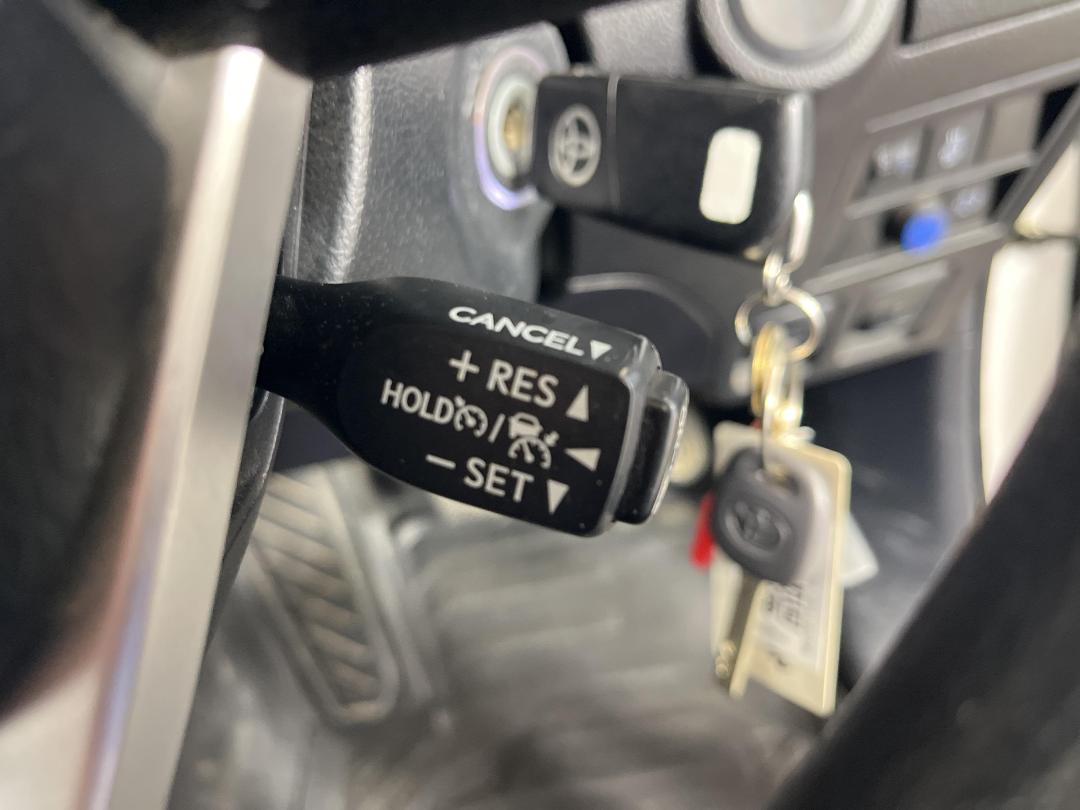 CANCEL▼
+ RES ▲
HOLD / ◀
− SET ▼